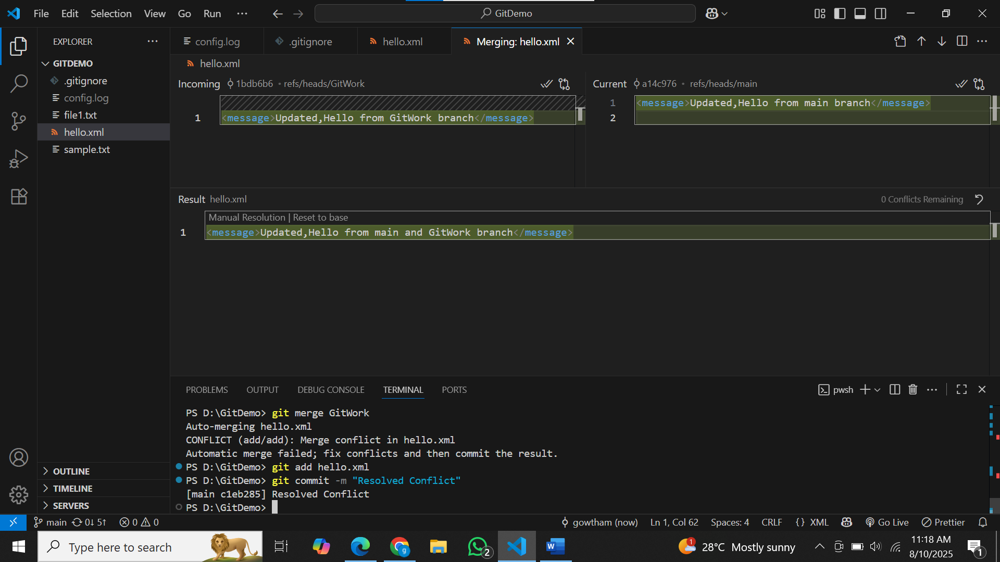 File Edit Selection View Go Run ··· GitDemo
EXPLORER ···
GITDEMO
.gitignore
config.log
file1.txt
hello.xml
sample.txt
OUTLINE
TIMELINE
SERVERS
config.log .gitignore hello.xml Merging: hello.xml
hello.xml
Incoming 1bdb6b6 • refs/heads/GitWork
1 <message>Updated,Hello from GitWork branch</message>
Current a14c976 • refs/heads/main
1 <message>Updated,Hello from main branch</message>
2
Result hello.xml 0 Conflicts Remaining
Manual Resolution | Reset to base
1 <message>Updated,Hello from main and GitWork branch</message>
PROBLEMS OUTPUT DEBUG CONSOLE TERMINAL PORTS pwsh
PS D:\GitDemo> git merge GitWork
Auto-merging hello.xml
CONFLICT (add/add): Merge conflict in hello.xml
Automatic merge failed; fix conflicts and then commit the result.
PS D:\GitDemo> git add hello.xml
PS D:\GitDemo> git commit -m "Resolved Conflict"
[main c1eb285] Resolved Conflict
PS D:\GitDemo>
main 0↓ 5↑ 0 0 gowtham (now) Ln 1, Col 62 Spaces: 4 CRLF {} XML Go Live Prettier
Type here to search g 2 W 1 28°C Mostly sunny 11:18 AM 1
8/10/2025